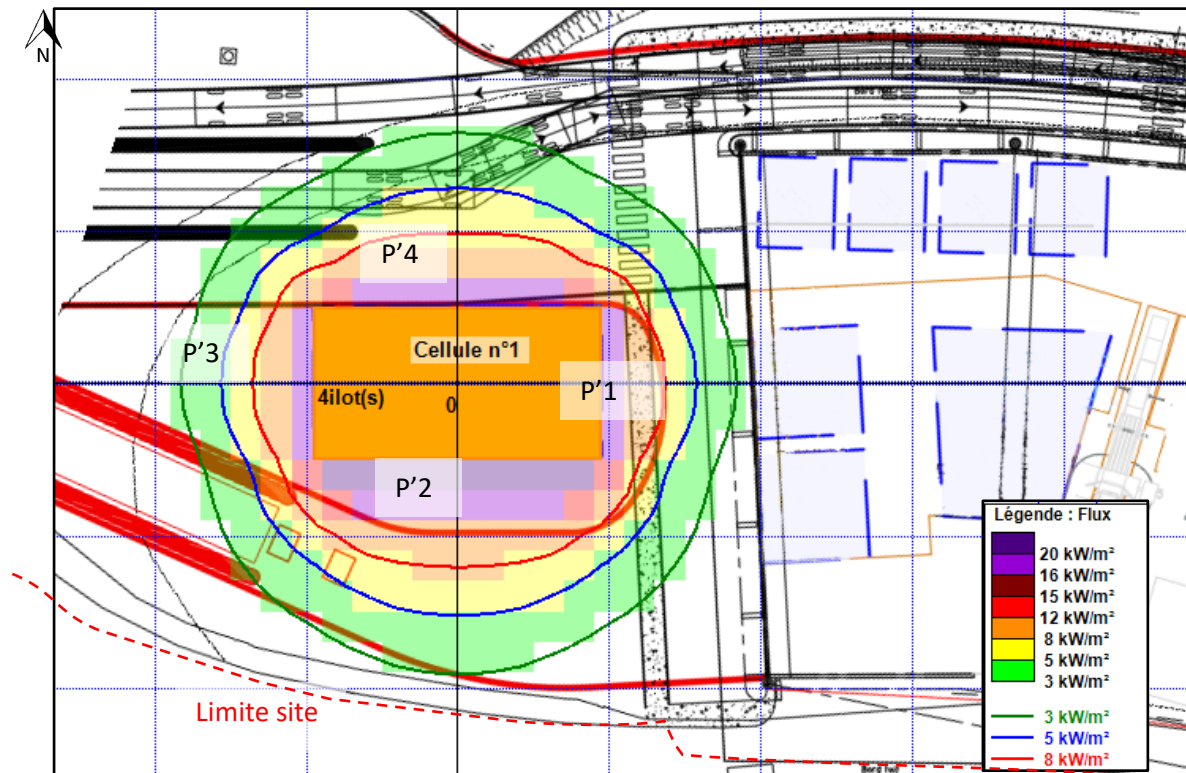 N
P'4
Cellule n°1
P'3
P'1
4ilot(s)
0
P'2
Limite site
Légende : Flux
20 kW/m²
16 kW/m²
15 kW/m²
12 kW/m²
8 kW/m²
5 kW/m²
3 kW/m²
3 kW/m²
5 kW/m²
8 kW/m²